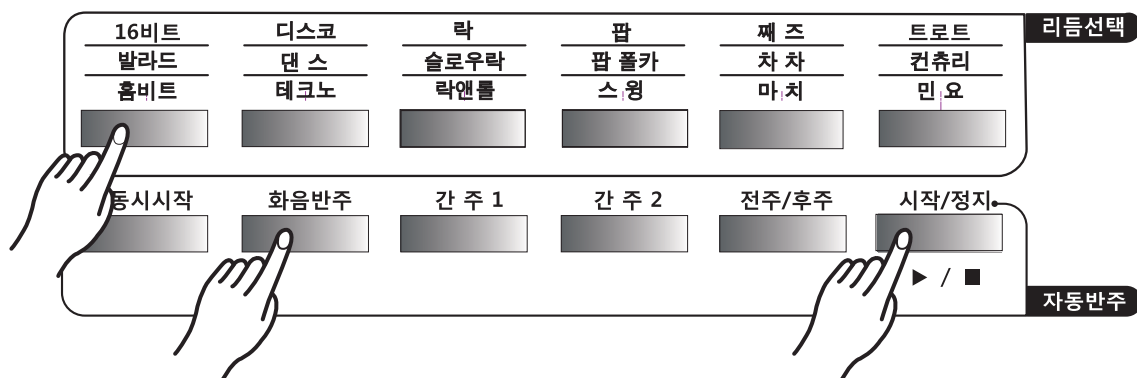 16비트 디스코 락 팝 째 즈 트로트 리듬선택
발라드 댄 스 슬로우락 팝 폴카 차 차 컨츄리
홈비트 테크노 락앤롤 스 윙 마 치 민 요
동시시작 화음반주 간 주 1 간 주 2 전주/후주 시작/정지
▶ / ■
자동반주